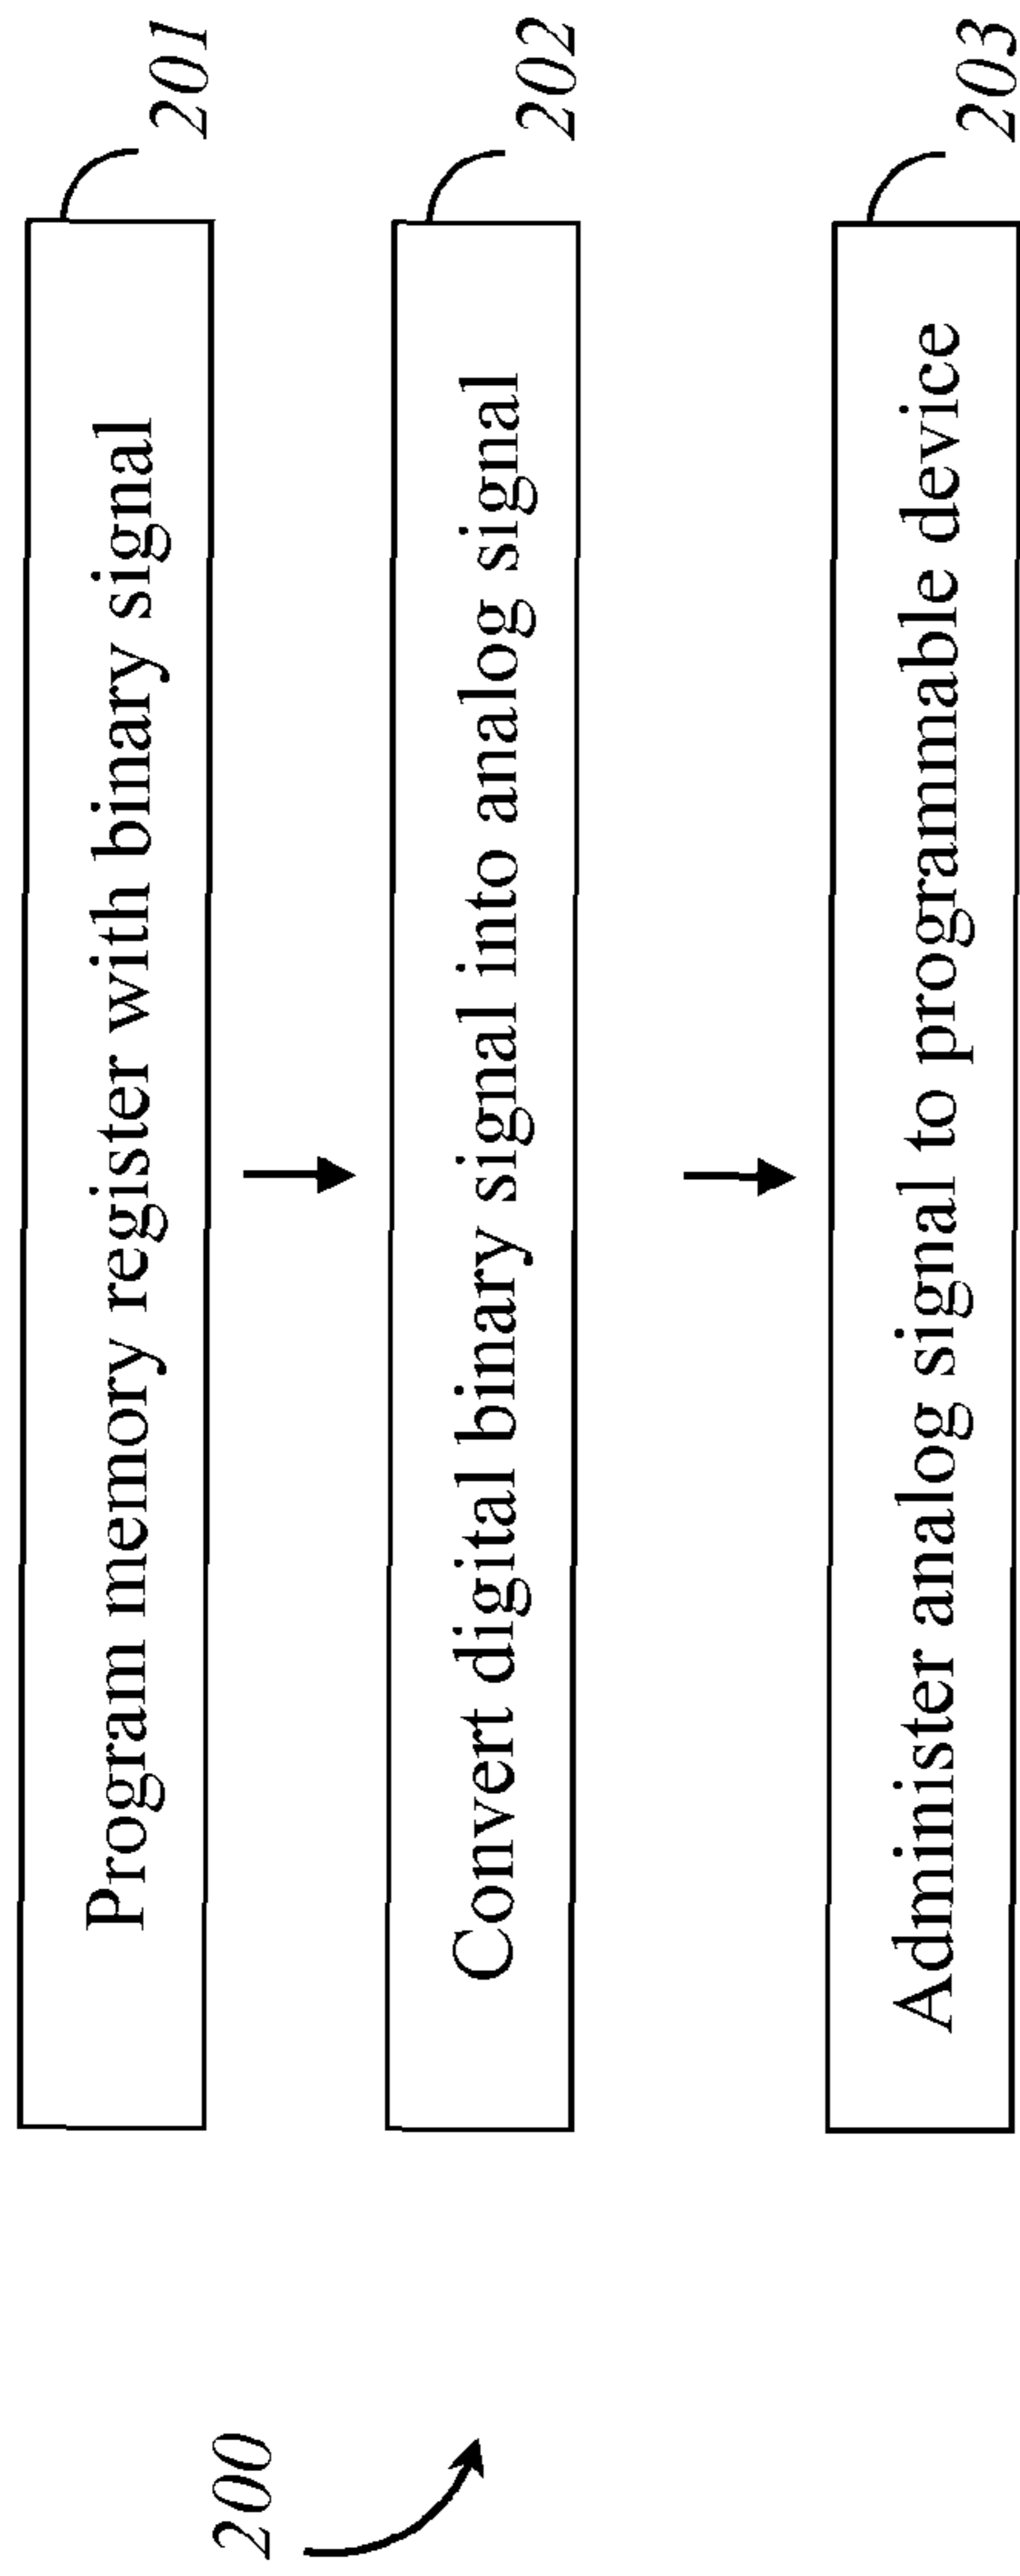 200
Program memory register with binary signal
201
Convert digital binary signal into analog signal
202
Administer analog signal to programmable device
203